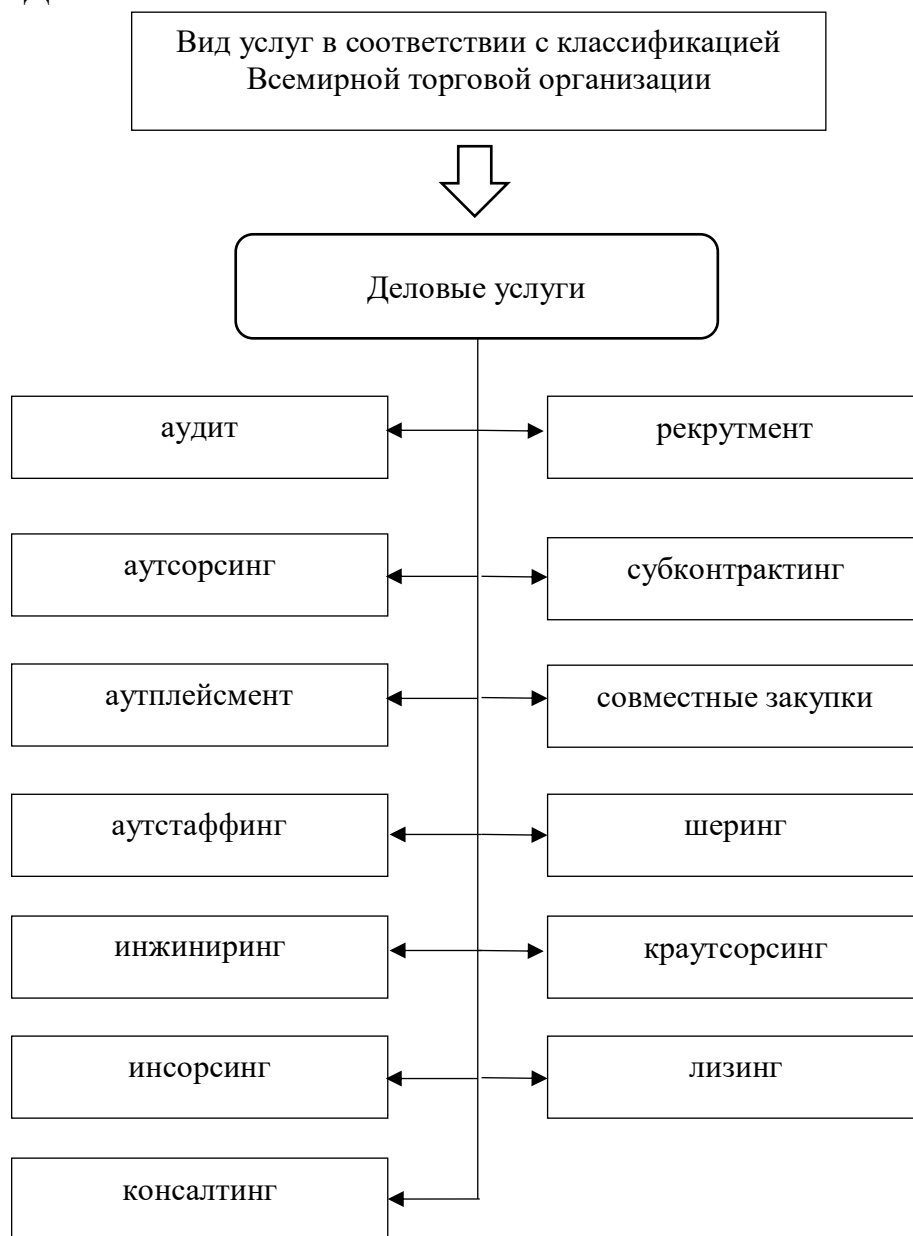 Вид услуг в соответствии с классификацией
Всемирной торговой организации
Деловые услуги
аудит
рекрутмент
аутсорсинг
субконтрактинг
аутплейсмент
совместные закупки
аутстаффинг
шеринг
инжиниринг
краутсорсинг
инсорсинг
лизинг
консалтинг